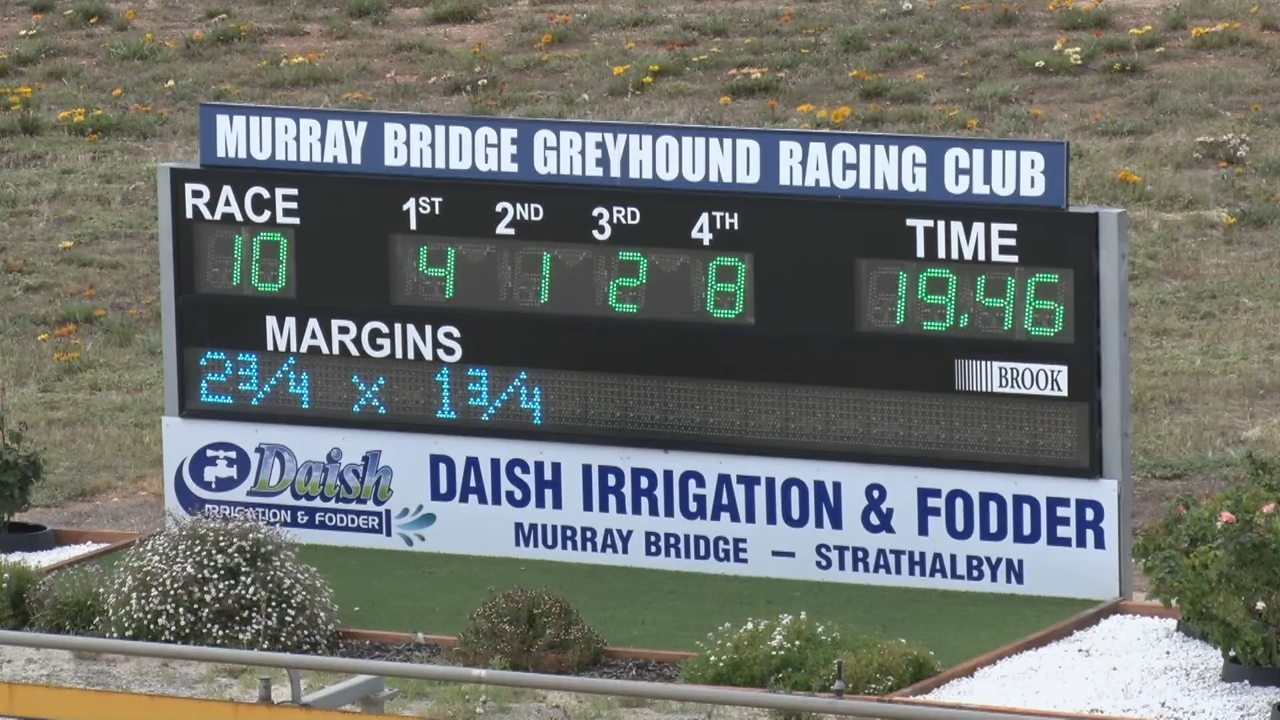 MURRAY BRIDGE GREYHOUND RACING CLUB
RACE 1ST 2ND 3RD 4TH TIME
10 4 1 2 8 19.46
MARGINS
2 3/4 x 1 3/4
BROOK
Daish
IRRIGATION & FODDER
DAISH IRRIGATION & FODDER
MURRAY BRIDGE — STRATHALBYN